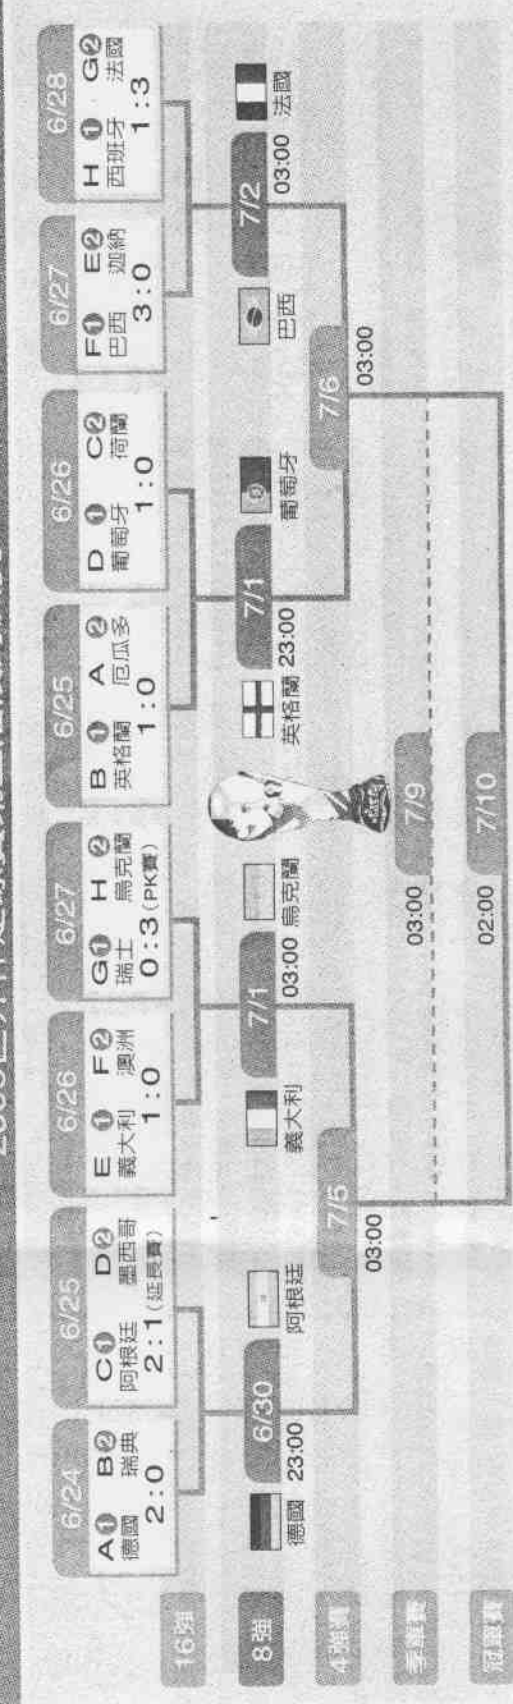 6/24
A❶ B❷
德國 瑞典
2:0
6/25
C❶ D❷
阿根廷 墨西哥
2:1(延長賽)
6/26
E❶ F❷
義大利 澳洲
1:0
6/27
G❶ H❷
瑞士 烏克蘭
0:3(PK賽)
6/25
B❶ A❷
英格蘭 厄瓜多
1:0
6/26
D❶ C❷
葡萄牙 荷蘭
1:0
6/27
F❶ E❷
巴西 迦納
3:0
6/28
H❶ G❷
西班牙 法國
1:3
16強
8強
德國
6/30
23:00
阿根廷
義大利
7/1
03:00
烏克蘭
英格蘭
7/1
23:00
葡萄牙
巴西
7/2
03:00
法國
4強賽
7/5
03:00
7/6
03:00
季軍賽
03:00
7/9
冠軍賽
02:00
7/10